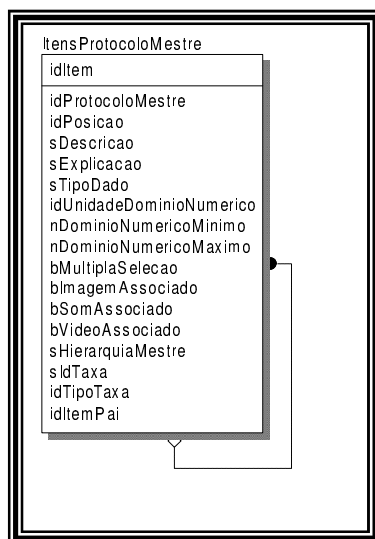 ItensProtocoloMestre
idItem
idProtocoloMestre
idPosicao
sDescricao
sExplicacao
sTipoDado
idUnidadeDominioNumerico
nDominioNumericoMinimo
nDominioNumericoMaximo
bMultiplaSelecao
bImagemAssociado
bSomAssociado
bVideoAssociado
sHierarquiaMestre
sIdTaxa
idTipoTaxa
idItemPai